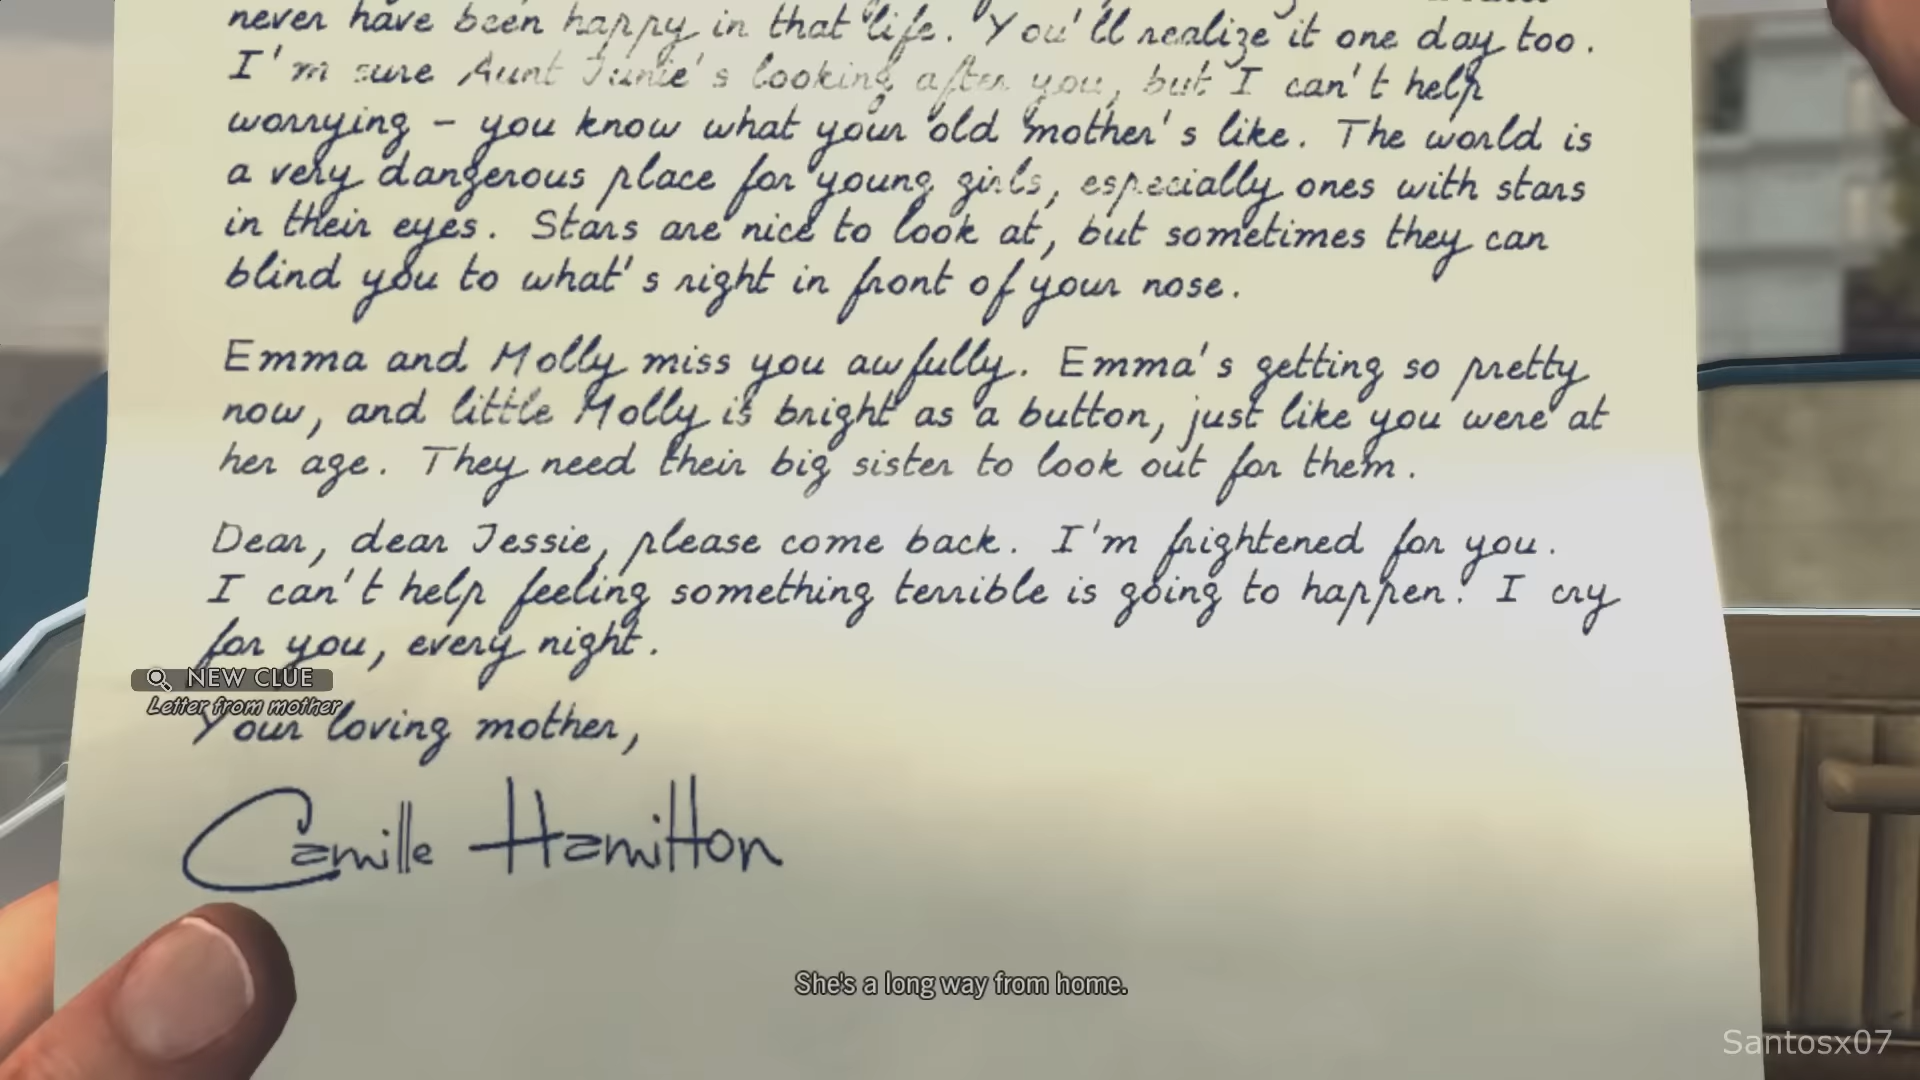 never have been happy in that life. You'll realize it one day too.
I'm sure Aunt Junie's looking after you, but I can't help
worrying - you know what your old mother's like. The world is
a very dangerous place for young girls, especially ones with stars
in their eyes. Stars are nice to look at, but sometimes they can
blind you to what's right in front of your nose.
Emma and Molly miss you awfully. Emma's getting so pretty
now, and little Molly is bright as a button, just like you were at
her age. They need their big sister to look out for them.
Dear, dear Jessie, please come back. I'm frightened for you.
I can't help feeling something terrible is going to happen. I cry
for you, every night.
NEW CLUE
Letter from mother
Your loving mother,
Camille Hamilton
She's a long way from home.
Santosx07